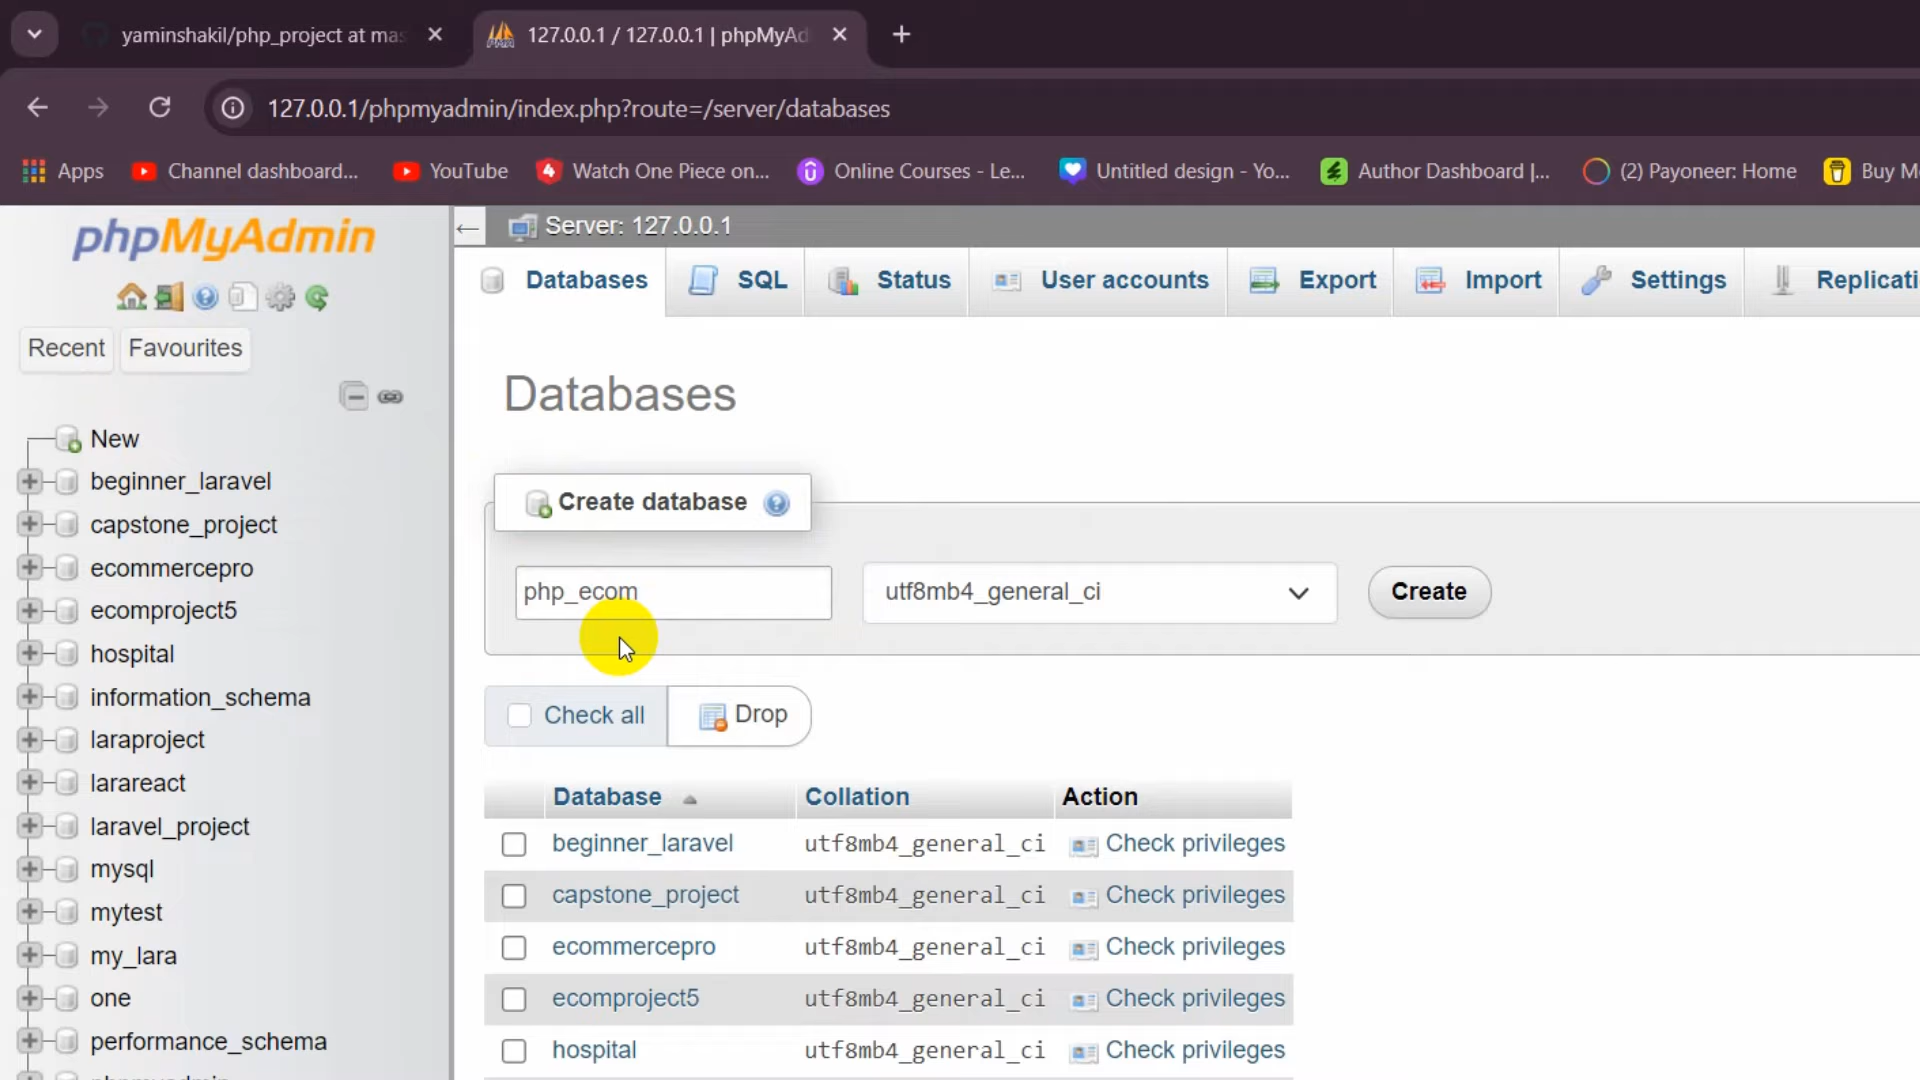 yaminshakil/php_project at mas
127.0.0.1 / 127.0.0.1 | phpMyAd
127.0.0.1/phpmyadmin/index.php?route=/server/databases
Apps
Channel dashboard...
YouTube
Watch One Piece on...
Online Courses - Le...
Untitled design - Yo...
Author Dashboard |...
(2) Payoneer: Home
Buy M
phpMyAdmin
Recent
Favourites
New
beginner_laravel
capstone_project
ecommercepro
ecomproject5
hospital
information_schema
laraproject
larareact
laravel_project
mysql
mytest
my_lara
one
performance_schema
Server: 127.0.0.1
Databases
SQL
Status
User accounts
Export
Import
Settings
Replicati
Databases
Create database
php_ecom
utf8mb4_general_ci
Create
Check all
Drop
Database Collation Action
beginner_laravel utf8mb4_general_ci Check privileges
capstone_project utf8mb4_general_ci Check privileges
ecommercepro utf8mb4_general_ci Check privileges
ecomproject5 utf8mb4_general_ci Check privileges
hospital utf8mb4_general_ci Check privileges